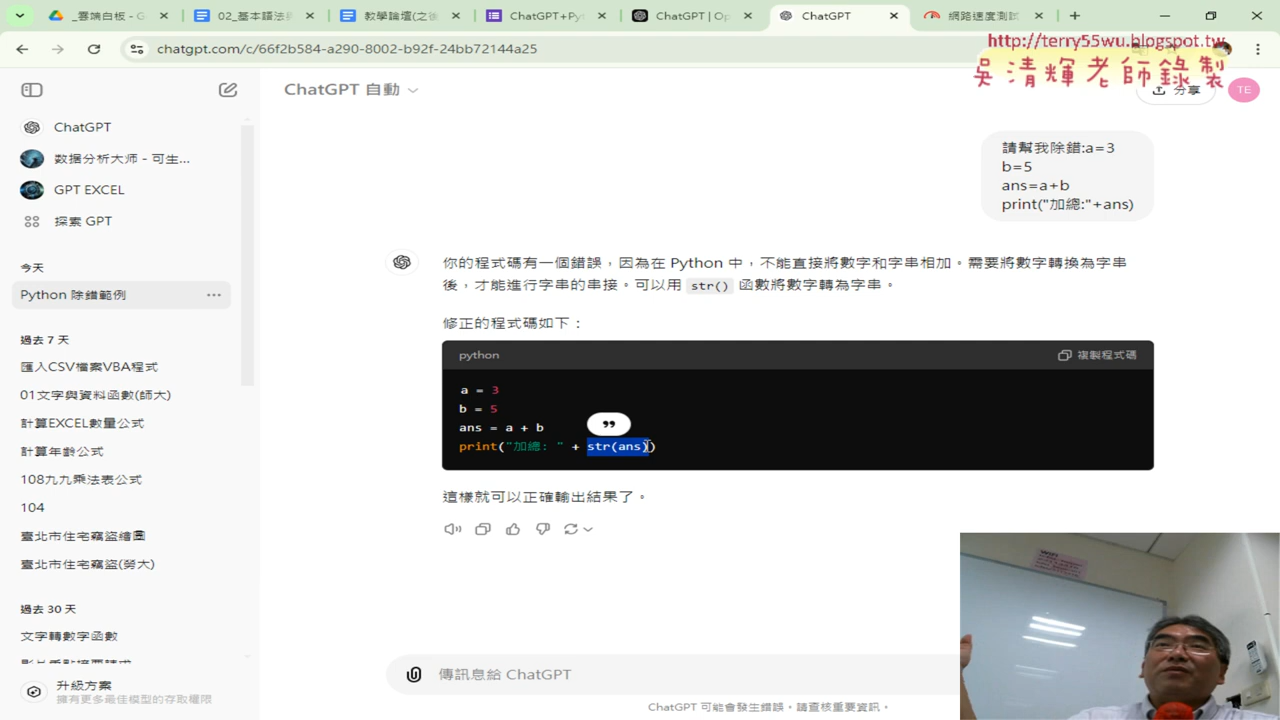 _雲端白板 - G
02_基本語法
教學論壇(之後
ChatGPT+Py
ChatGPT | Op
ChatGPT
網路速度測試
chatgpt.com/c/66f2b584-a290-8002-b92f-24bb72144a25
http://terry55wu.blogspot.tw
吳清輝老師錄製
ChatGPT 自動
分享
TE
ChatGPT
数据分析大师 - 可生...
GPT EXCEL
探索 GPT
今天
Python 除錯範例
過去 7 天
匯入CSV檔案VBA程式
01文字與資料函數(師大)
計算EXCEL數量公式
計算年齡公式
108九九乘法表公式
104
臺北市住宅竊盜繪圖
臺北市住宅竊盜(勞大)
過去 30 天
文字轉數字函數
升級方案
擁有更多最佳模型的存取權限
請幫我除錯:a=3
b=5
ans=a+b
print("加總:"+ans)
你的程式碼有一個錯誤，因為在 Python 中，不能直接將數字和字串相加。需要將數字轉換為字串
後，才能進行字串的串接。可以用 str() 函數將數字轉為字串。
修正的程式碼如下：
python
複製程式碼
a = 3
b = 5
ans = a + b
print("加總: " + str(ans))
這樣就可以正確輸出結果了。
傳訊息給 ChatGPT
ChatGPT 可能會發生錯誤。請查核重要資訊。